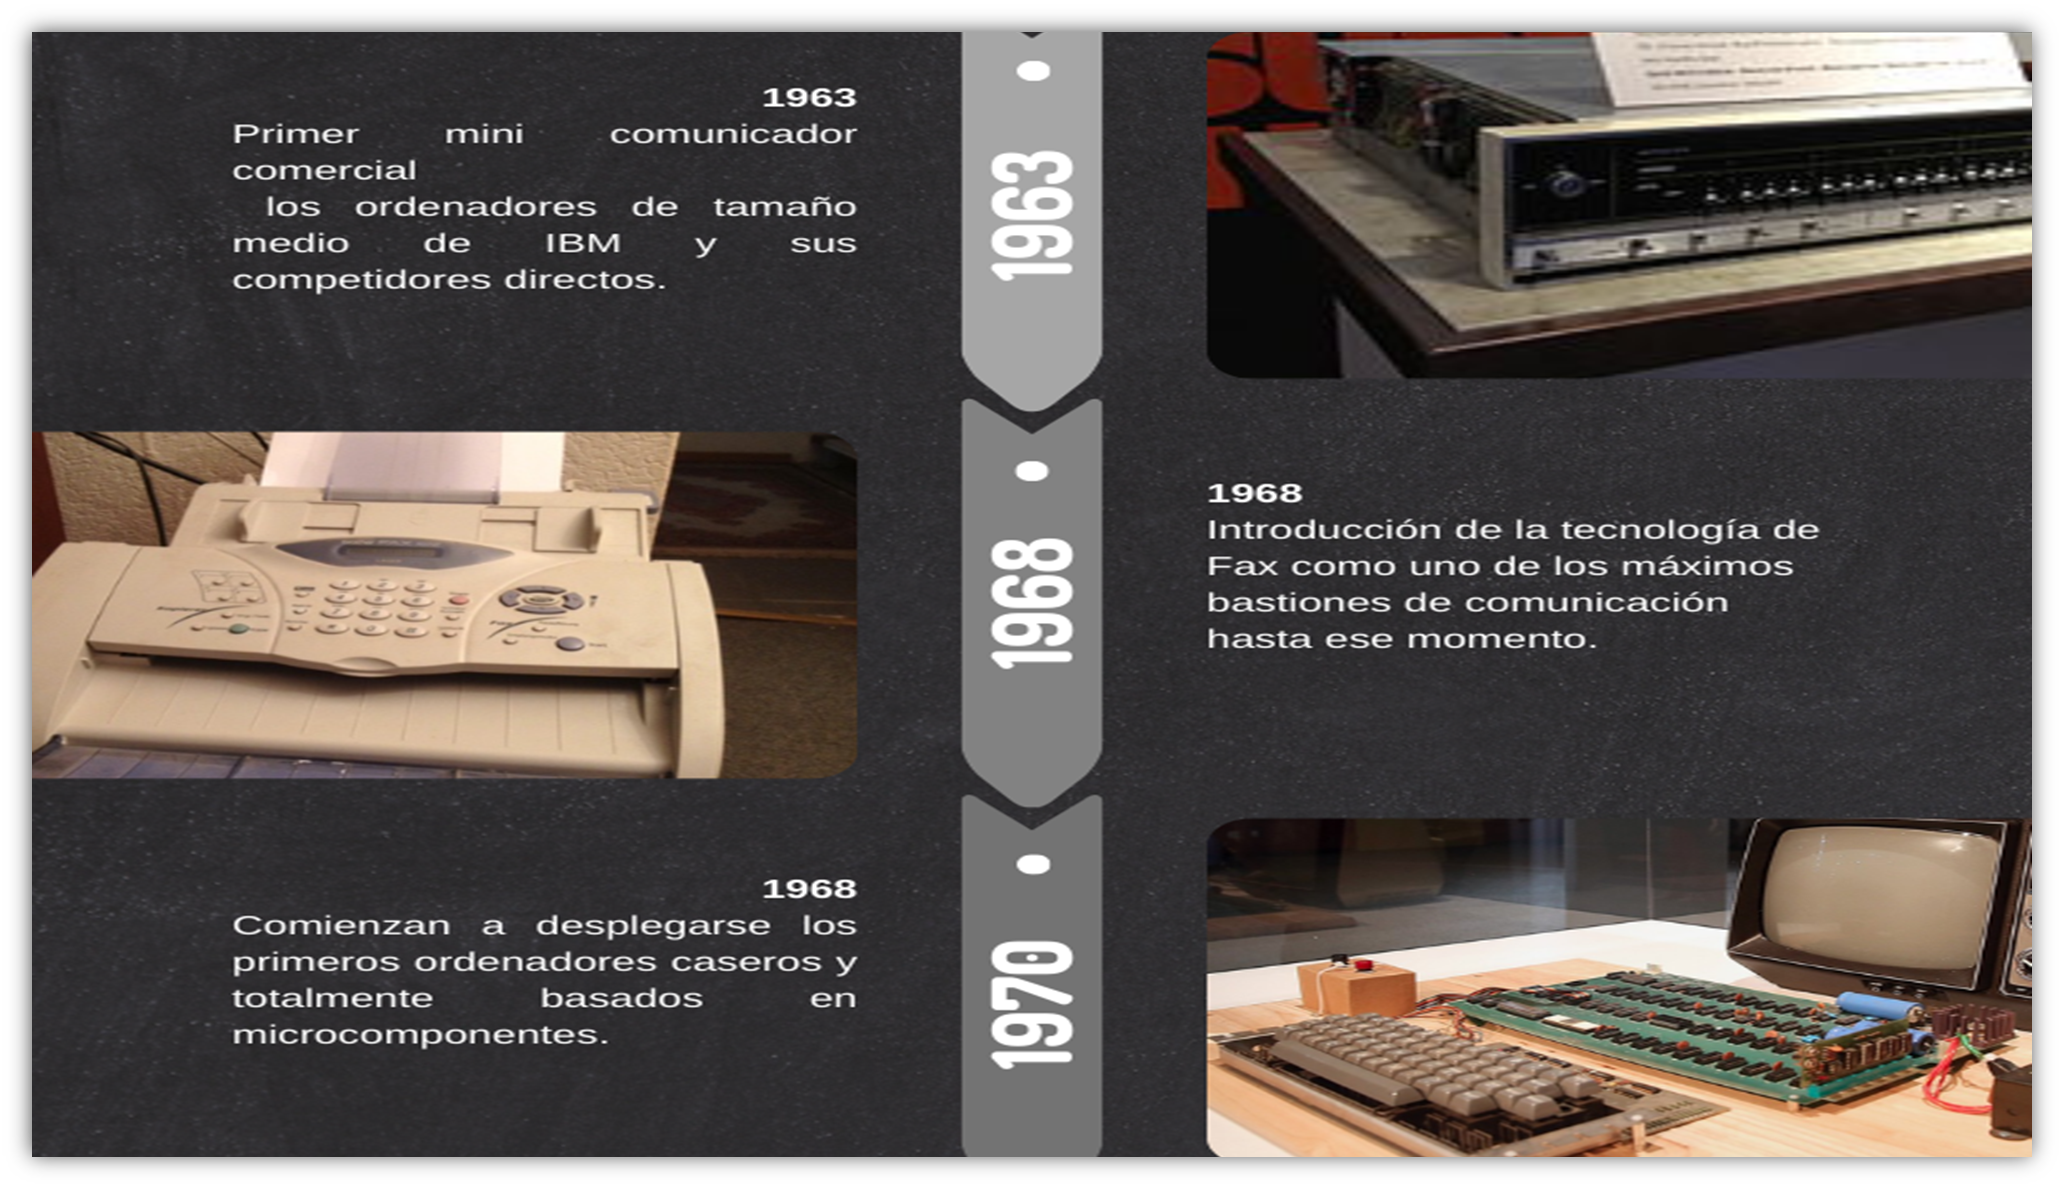 1963
Primer mini comunicador
comercial
los ordenadores de tamaño
medio de IBM y sus
competidores directos.
1963
1968
Introducción de la tecnología de
Fax como uno de los máximos
bastiones de comunicación
hasta ese momento.
1968
1968
Comienzan a desplegarse los
primeros ordenadores caseros y
totalmente basados en
microcomponentes.
1970